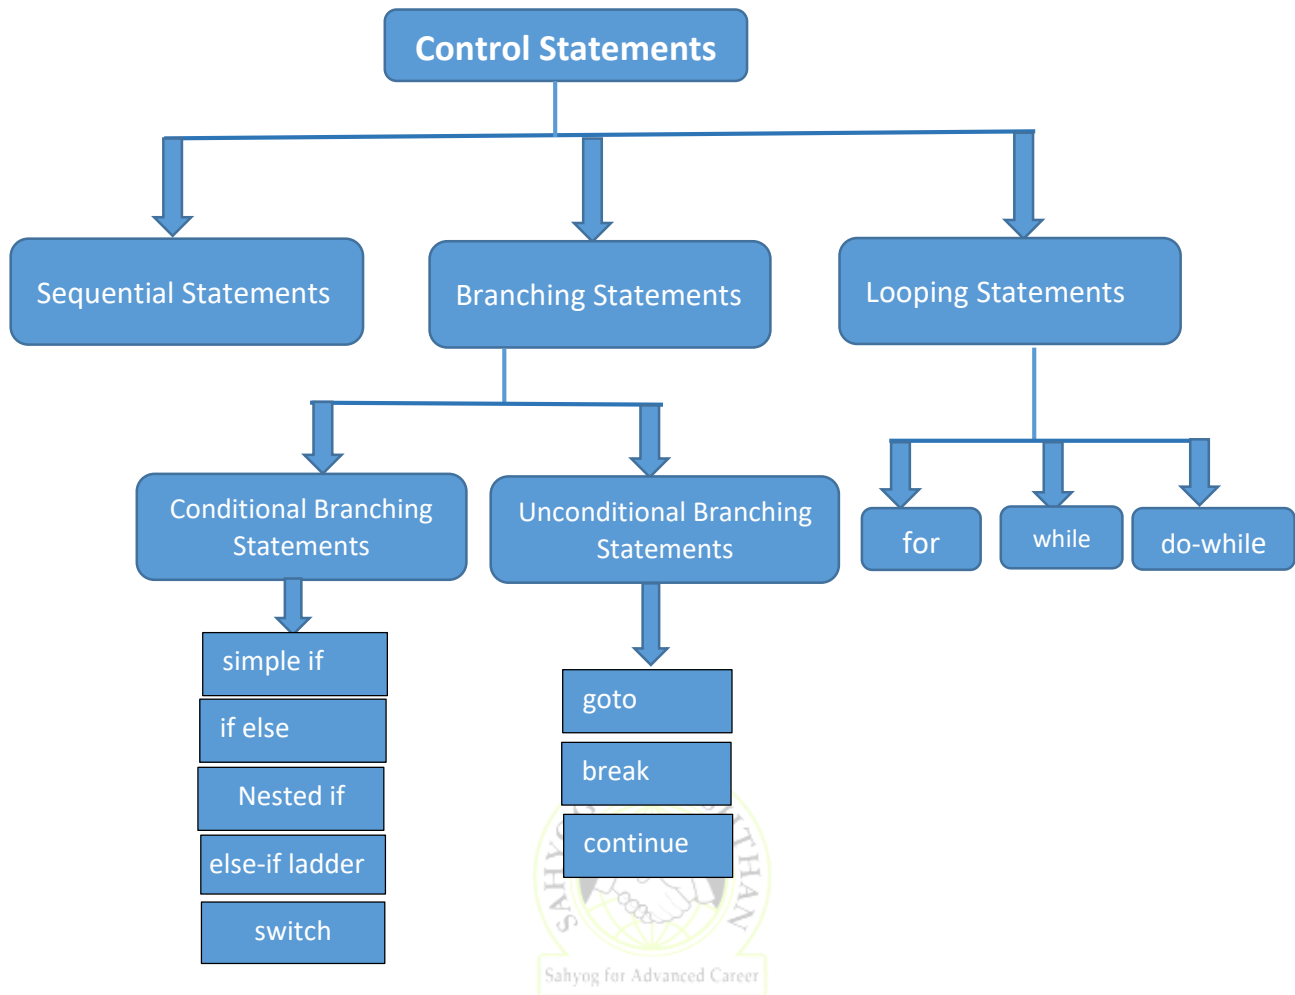 Control Statements
Sequential Statements
Branching Statements
Looping Statements
Conditional Branching
Statements
Unconditional Branching
Statements
for
while
do-while
simple if
if else
Nested if
else-if ladder
switch
goto
break
continue
Sahyog for Advanced Career